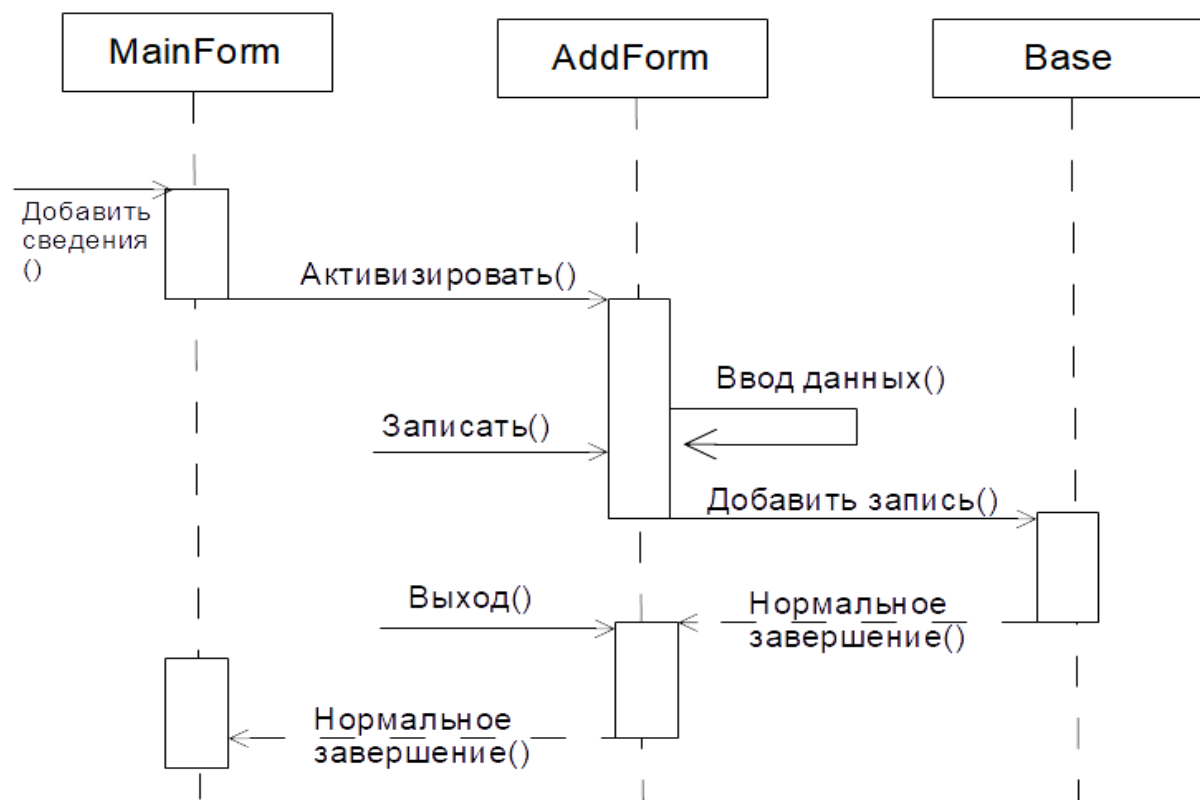 MainForm
AddForm
Base
Добавить
сведения
()
Активизировать()
Ввод данных()
Записать()
Добавить запись()
Выход()
Нормальное
завершение()
Нормальное
завершение()